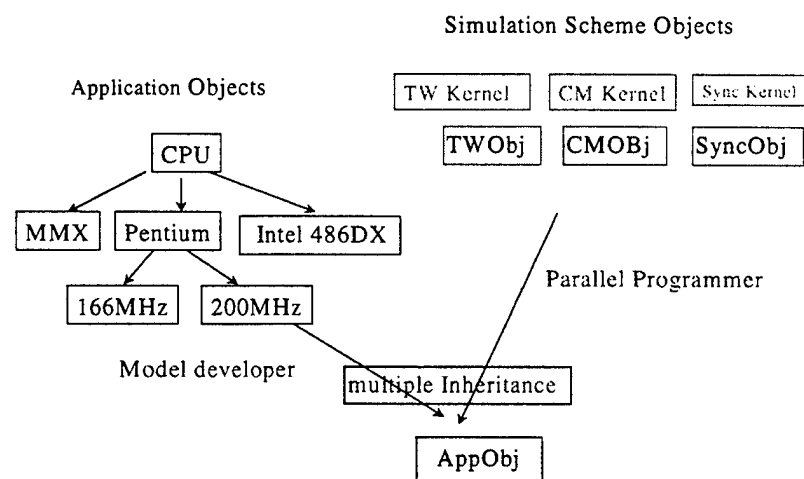 Simulation Scheme Objects
Application Objects
TW Kernel
CM Kernel
Sync Kernel
TWObj
CMOBj
SyncObj
CPU
MMX
Pentium
Intel 486DX
166MHz
200MHz
Parallel Programmer
Model developer
multiple Inheritance
AppObj